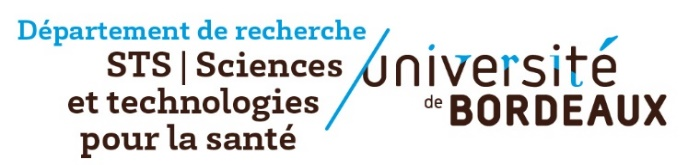 Département de recherche
STS | Sciences
et technologies
pour la santé
université
de BORDEAUX